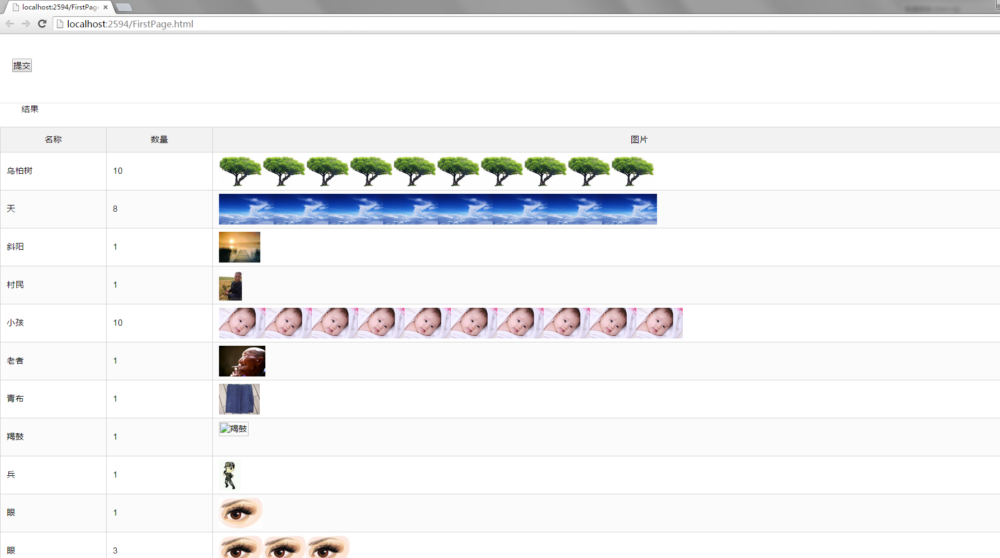 localhost:2594/FirstPag
localhost:2594/FirstPage.html
提交
结果
名称 数量 图片
乌桕树 10
天 8
斜阳 1
村民 1
小孩 10
老者 1
青布 1
羯鼓 1 羯鼓
兵 1
眼 1
眼 3